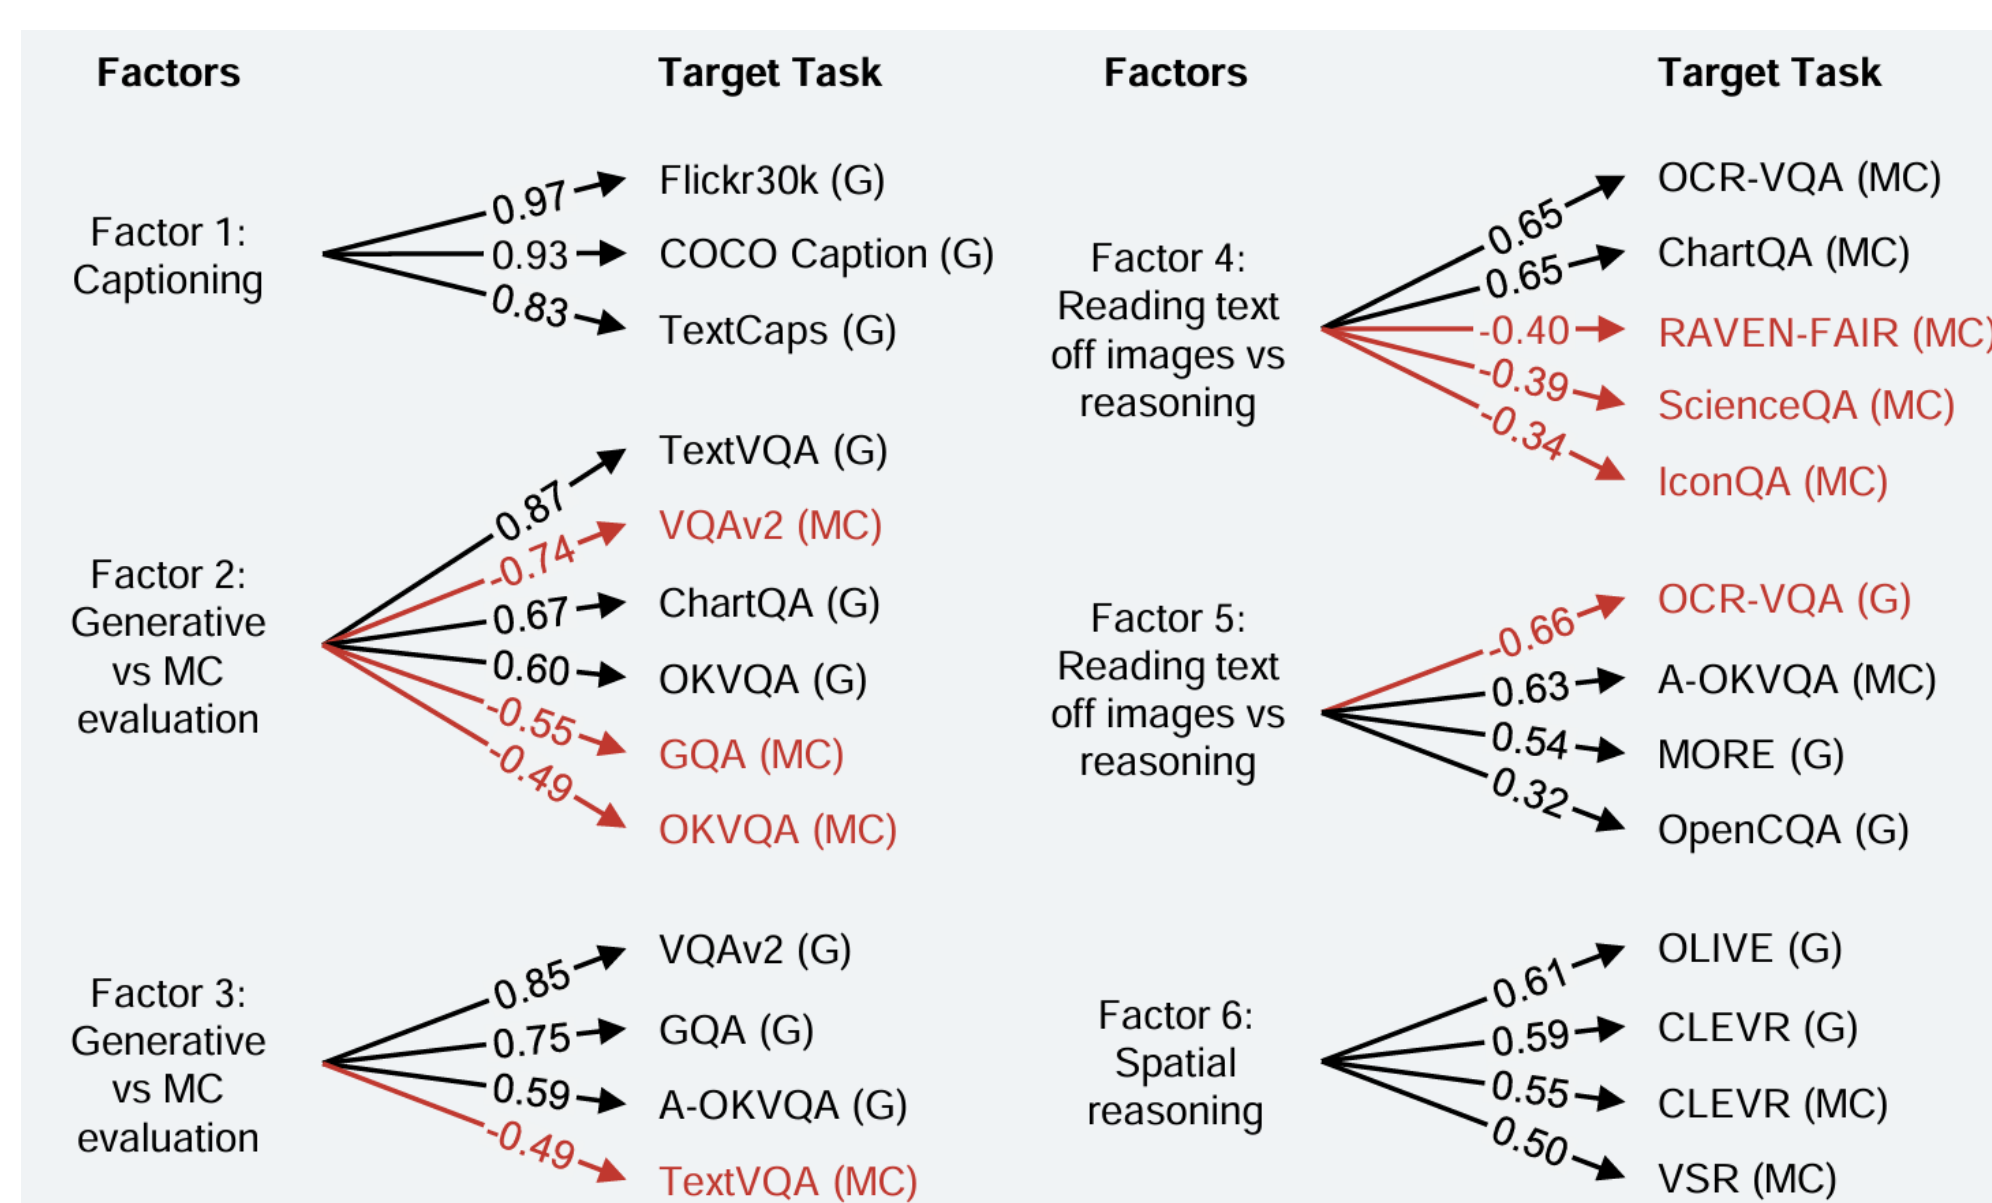 Factors
Target Task
Factor 1:
Captioning
0.97
Flickr30k (G)
0.93
COCO Caption (G)
0.83
TextCaps (G)
Factor 2:
Generative
vs MC
evaluation
0.87
TextVQA (G)
-0.74
VQAv2 (MC)
0.67
ChartQA (G)
0.60
OKVQA (G)
-0.55
GQA (MC)
-0.49
OKVQA (MC)
Factor 3:
Generative
vs MC
evaluation
0.85
VQAv2 (G)
0.75
GQA (G)
0.59
A-OKVQA (G)
-0.49
TextVQA (MC)
Factors
Target Task
Factor 4:
Reading text
off images vs
reasoning
0.65
OCR-VQA (MC)
0.65
ChartQA (MC)
-0.40
RAVEN-FAIR (MC)
-0.39
ScienceQA (MC)
-0.34
IconQA (MC)
Factor 5:
Reading text
off images vs
reasoning
-0.66
OCR-VQA (G)
0.63
A-OKVQA (MC)
0.54
MORE (G)
0.32
OpenCQA (G)
Factor 6:
Spatial
reasoning
0.61
OLIVE (G)
0.59
CLEVR (G)
0.55
CLEVR (MC)
0.50
VSR (MC)